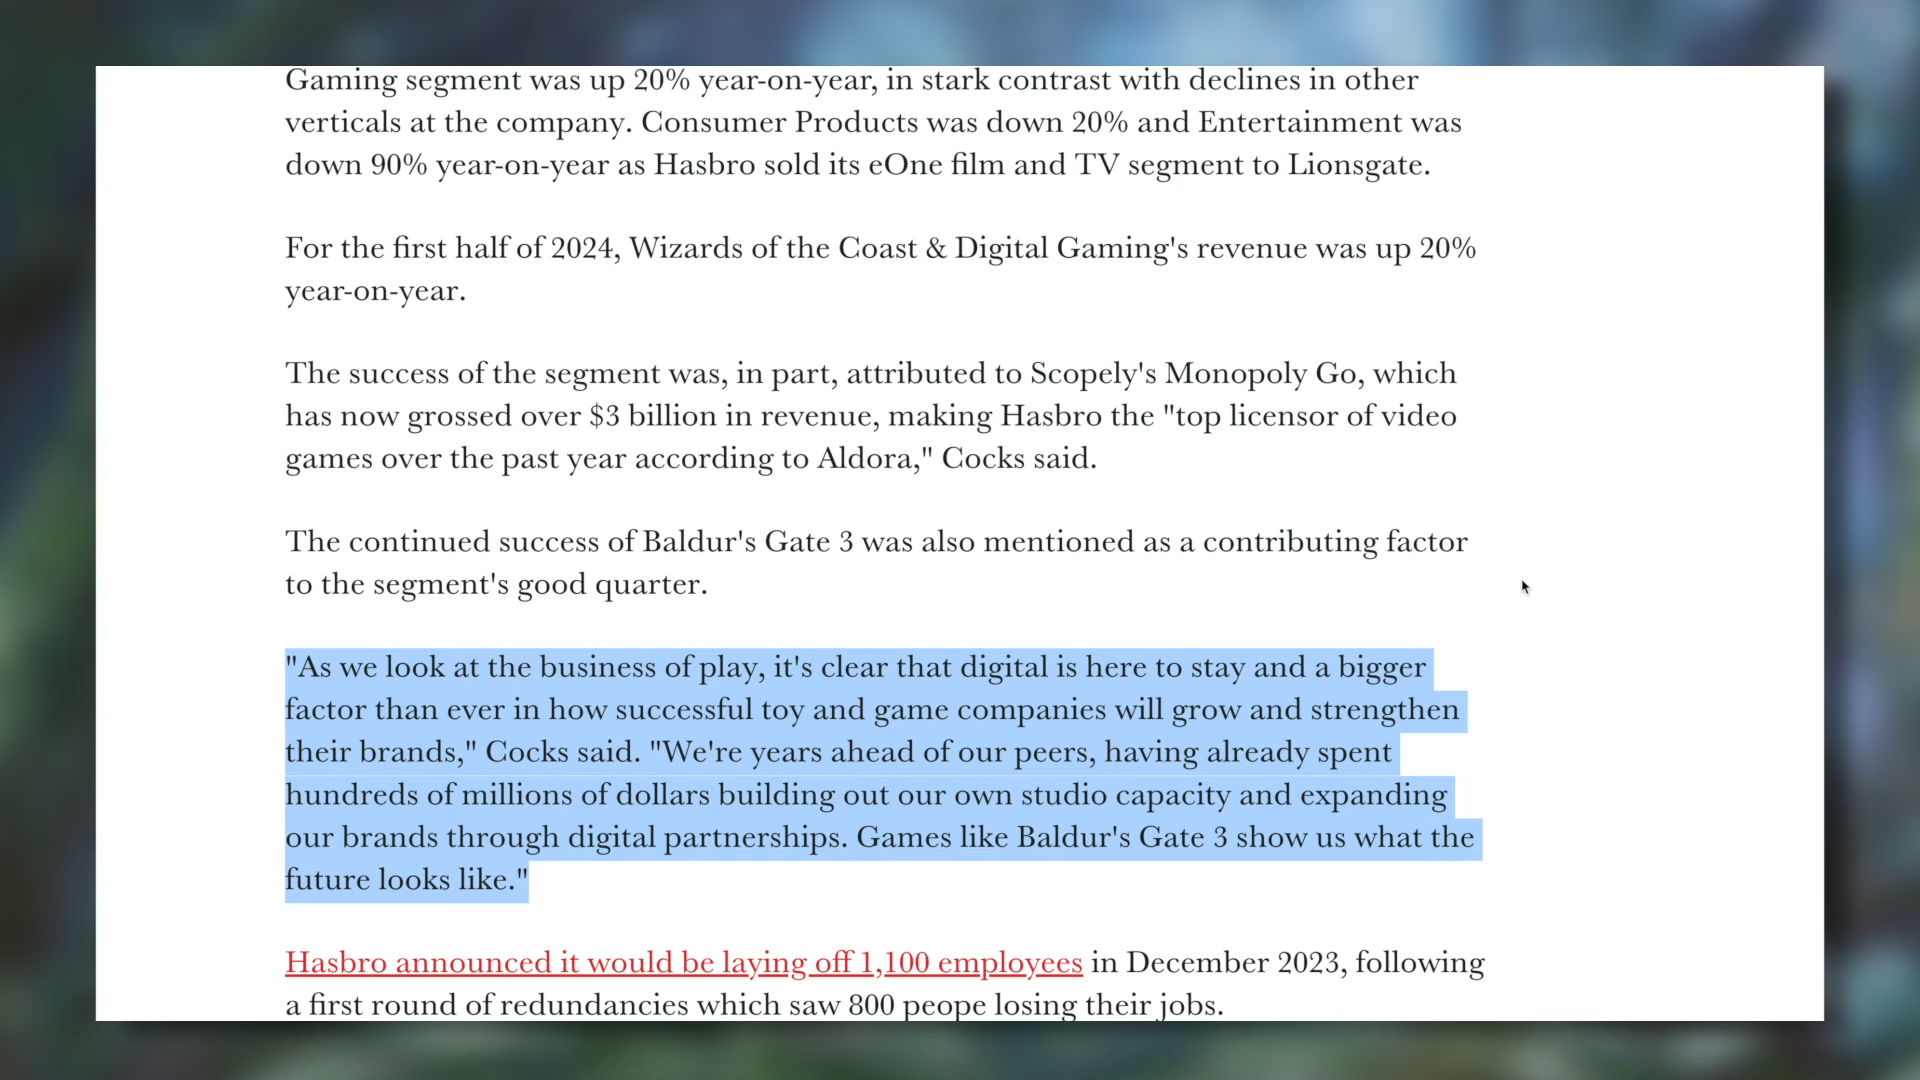 Gaming segment was up 20% year-on-year, in stark contrast with declines in other
verticals at the company. Consumer Products was down 20% and Entertainment was
down 90% year-on-year as Hasbro sold its eOne film and TV segment to Lionsgate.
For the first half of 2024, Wizards of the Coast & Digital Gaming's revenue was up 20%
year-on-year.
The success of the segment was, in part, attributed to Scopely's Monopoly Go, which
has now grossed over $3 billion in revenue, making Hasbro the "top licensor of video
games over the past year according to Aldora," Cocks said.
The continued success of Baldur's Gate 3 was also mentioned as a contributing factor
to the segment's good quarter.
"As we look at the business of play, it's clear that digital is here to stay and a bigger
factor than ever in how successful toy and game companies will grow and strengthen
their brands," Cocks said. "We're years ahead of our peers, having already spent
hundreds of millions of dollars building out our own studio capacity and expanding
our brands through digital partnerships. Games like Baldur's Gate 3 show us what the
future looks like."
Hasbro announced it would be laying off 1,100 employees in December 2023, following
a first round of redundancies which saw 800 peope losing their jobs.